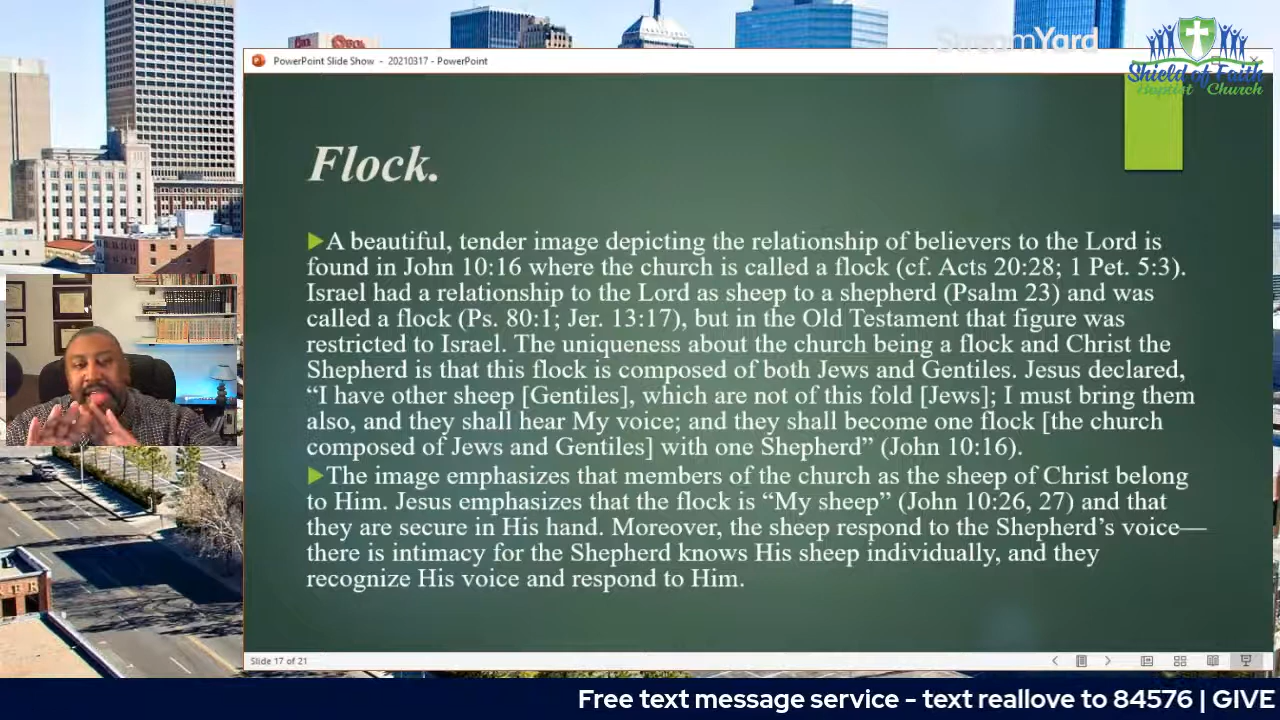 StreamYard
Shield of Faith
Baptist Church
PowerPoint Slide Show - 20210317 - PowerPoint
Flock.
A beautiful, tender image depicting the relationship of believers to the Lord is
found in John 10:16 where the church is called a flock (cf. Acts 20:28; 1 Pet. 5:3).
Israel had a relationship to the Lord as sheep to a shepherd (Psalm 23) and was
called a flock (Ps. 80:1; Jer. 13:17), but in the Old Testament that figure was
restricted to Israel. The uniqueness about the church being a flock and Christ the
Shepherd is that this flock is composed of both Jews and Gentiles. Jesus declared,
“I have other sheep [Gentiles], which are not of this fold [Jews]; I must bring them
also, and they shall hear My voice; and they shall become one flock [the church
composed of Jews and Gentiles] with one Shepherd” (John 10:16).
The image emphasizes that members of the church as the sheep of Christ belong
to Him. Jesus emphasizes that the flock is “My sheep” (John 10:26, 27) and that
they are secure in His hand. Moreover, the sheep respond to the Shepherd’s voice—
there is intimacy for the Shepherd knows His sheep individually, and they
recognize His voice and respond to Him.
Slide 17 of 21
Free text message service - text reallove to 84576 | GIVE